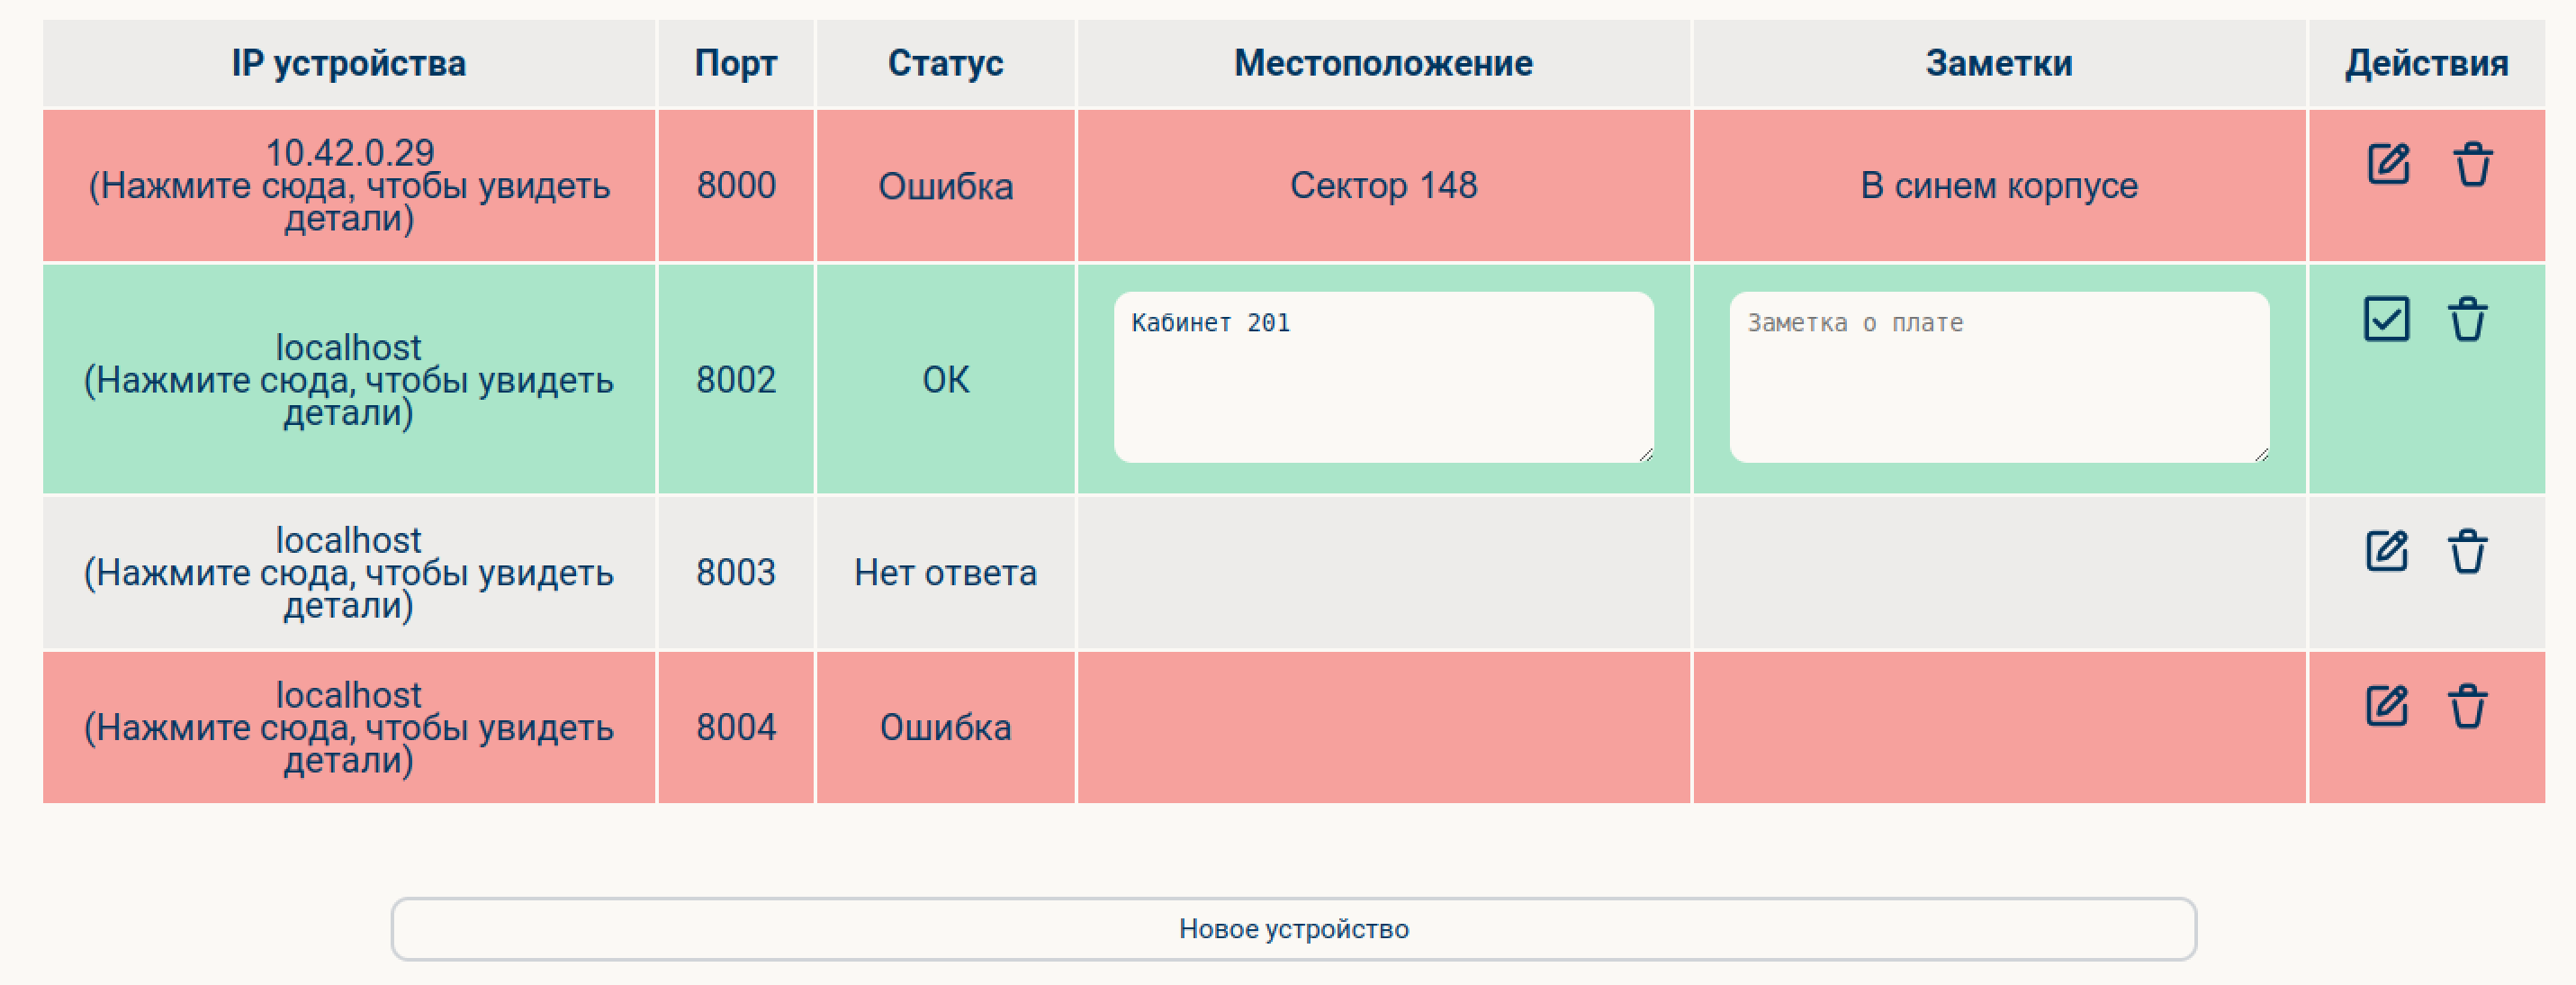 IP устройства Порт Статус Местоположение Заметки Действия
10.42.0.29
(Нажмите сюда, чтобы увидеть
детали)
8000
Ошибка
Сектор 148
В синем корпусе
localhost
(Нажмите сюда, чтобы увидеть
детали)
8002
ОК
Кабинет 201
Заметка о плате
localhost
(Нажмите сюда, чтобы увидеть
детали)
8003
Нет ответа
localhost
(Нажмите сюда, чтобы увидеть
детали)
8004
Ошибка
Новое устройство